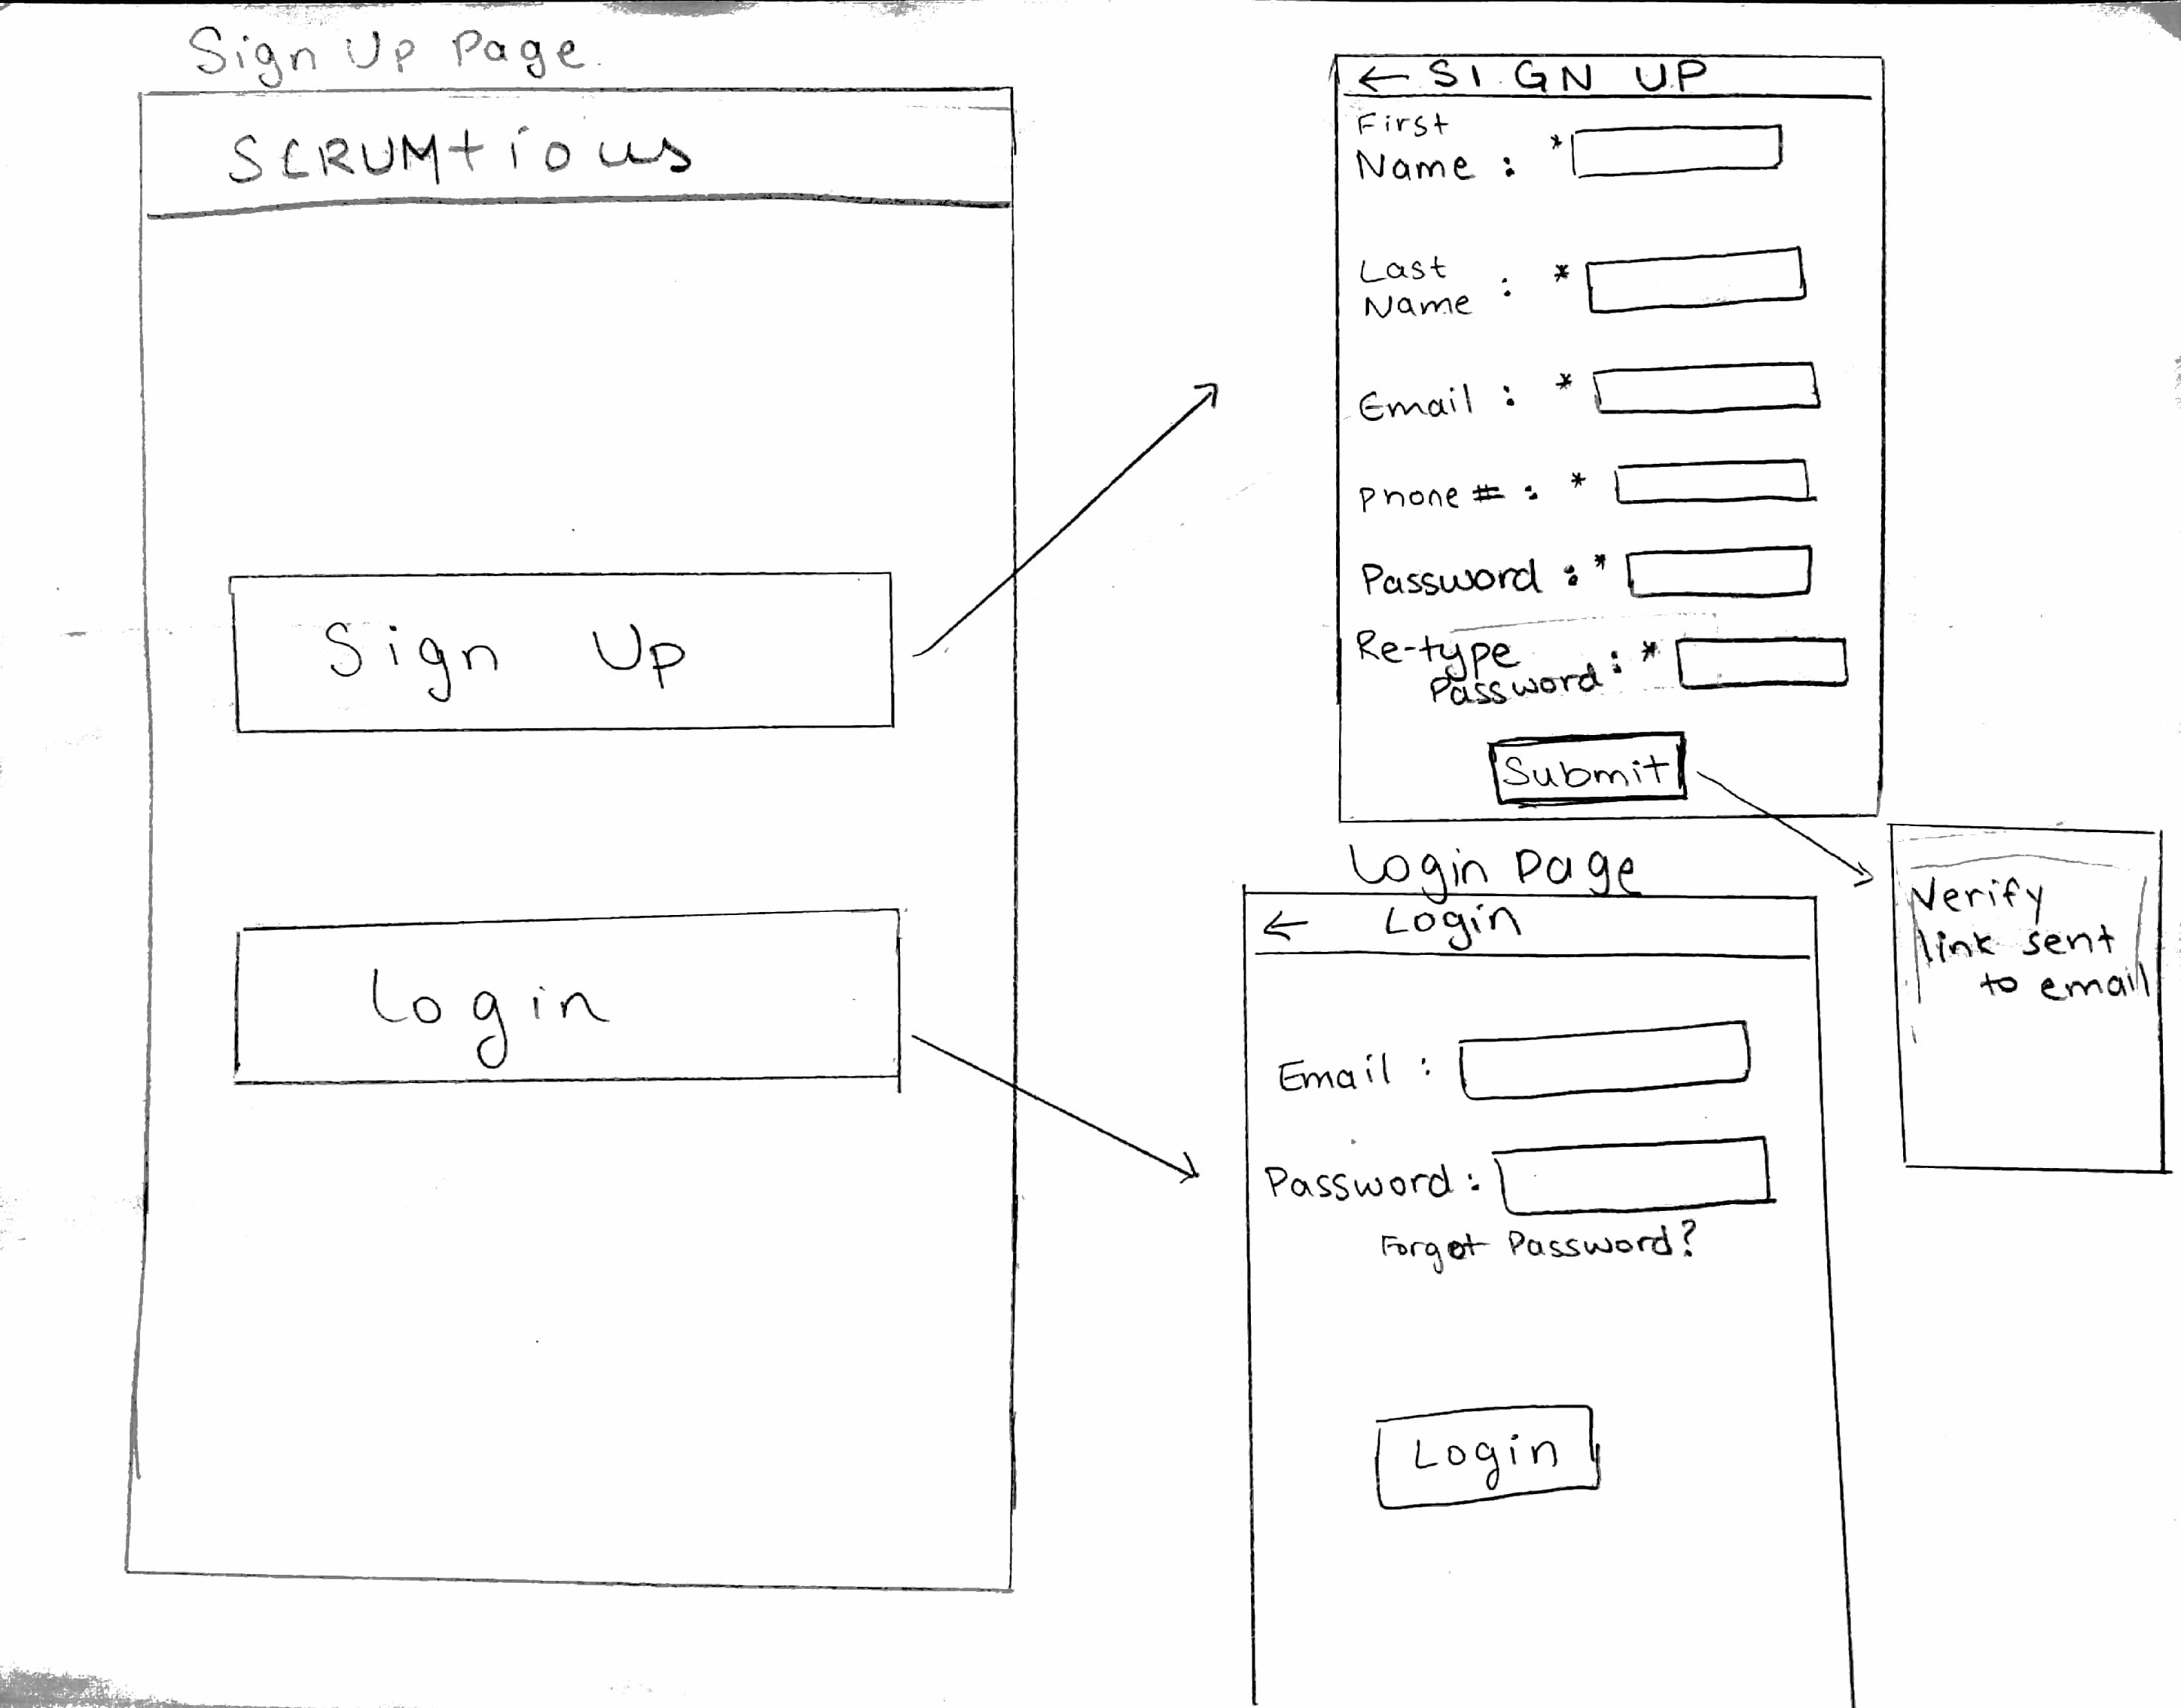 Sign Up Page.
SCRUMtious
Sign Up
Login
← SIGN UP
First
Name : *
Last
Name : *
Email : *
Phone # : *
Password : *
Re-type
Password : *
Submit
Verify
link sent
to email
Login Page
← Login
Email :
Password :
Forgot Password?
Login